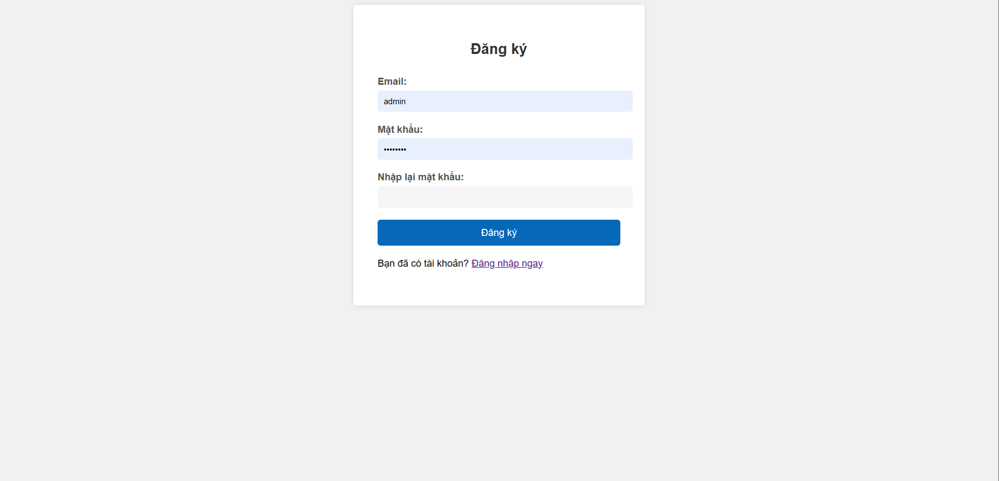 Đăng ký
Email:
admin
Mật khẩu:
••••••••
Nhập lại mật khẩu:
Đăng ký
Bạn đã có tài khoản? Đăng nhập ngay